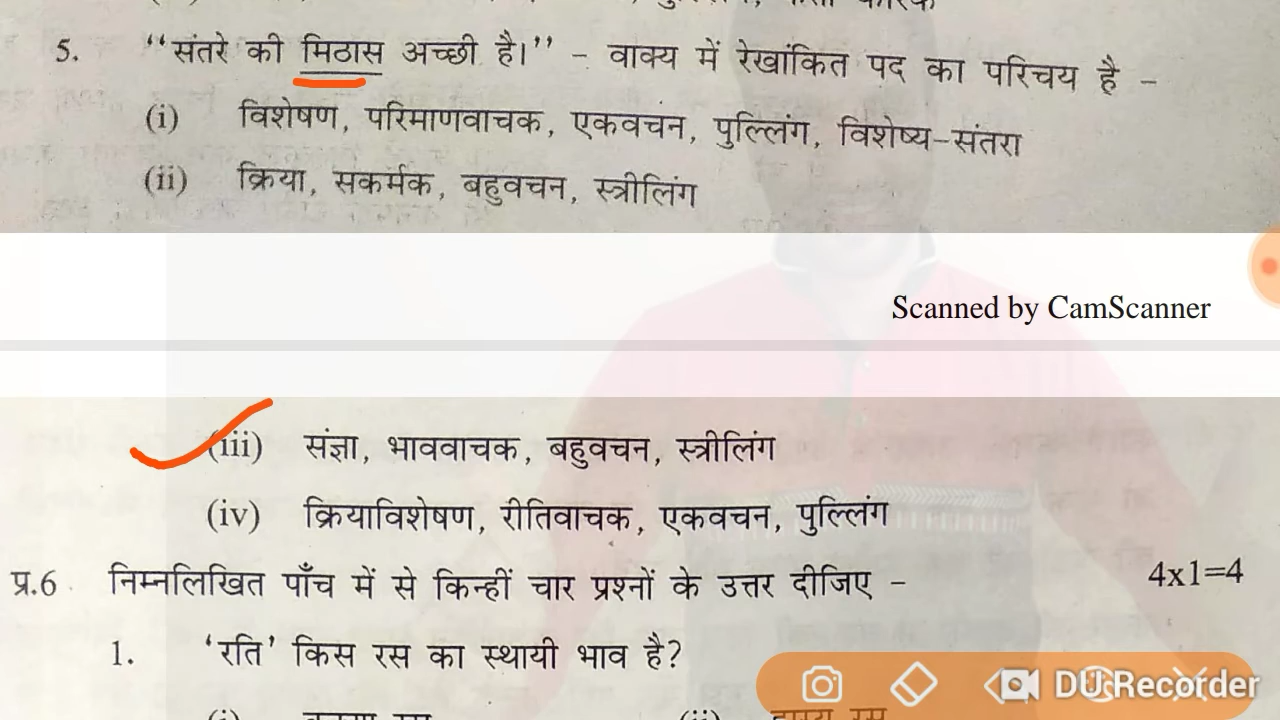 5. “संतरे की मिठास अच्छी है।” – वाक्य में रेखांकित पद का परिचय है –
(i) विशेषण, परिमाणवाचक, एकवचन, पुल्लिंग, विशेष्य-संतरा
(ii) क्रिया, सकर्मक, बहुवचन, स्त्रीलिंग
Scanned by CamScanner
(iii) संज्ञा, भाववाचक, बहुवचन, स्त्रीलिंग
(iv) क्रियाविशेषण, रीतिवाचक, एकवचन, पुल्लिंग
प्र.6 निम्नलिखित पाँच में से किन्हीं चार प्रश्नों के उत्तर दीजिए – 4x1=4
1. ‘रति’ किस रस का स्थायी भाव है?
DU Recorder